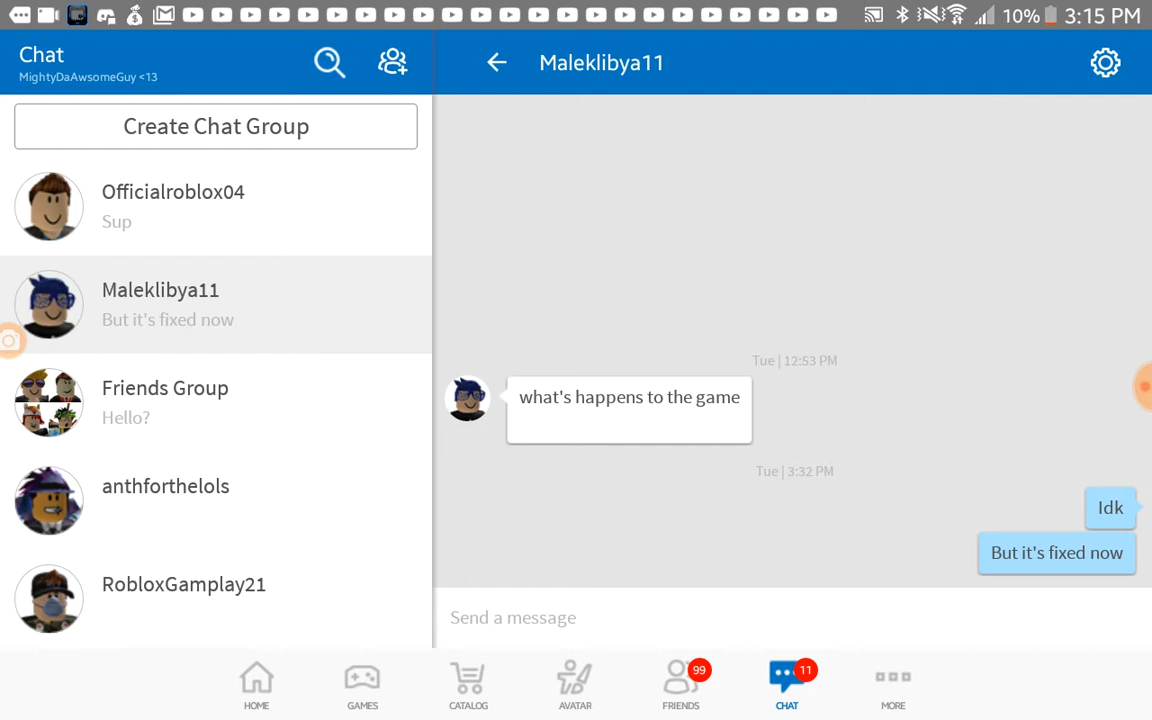 10% 3:15 PM
Chat
MightyDaAwsomeGuy <13
Maleklibya11
Create Chat Group
Officialroblox04
Sup
Maleklibya11
But it's fixed now
Friends Group
Hello?
anthforthelols
RobloxGamplay21
Tue | 12:53 PM
what's happens to the game
Tue | 3:32 PM
Idk
But it's fixed now
Send a message
99
11
HOME
GAMES
CATALOG
AVATAR
FRIENDS
CHAT
MORE